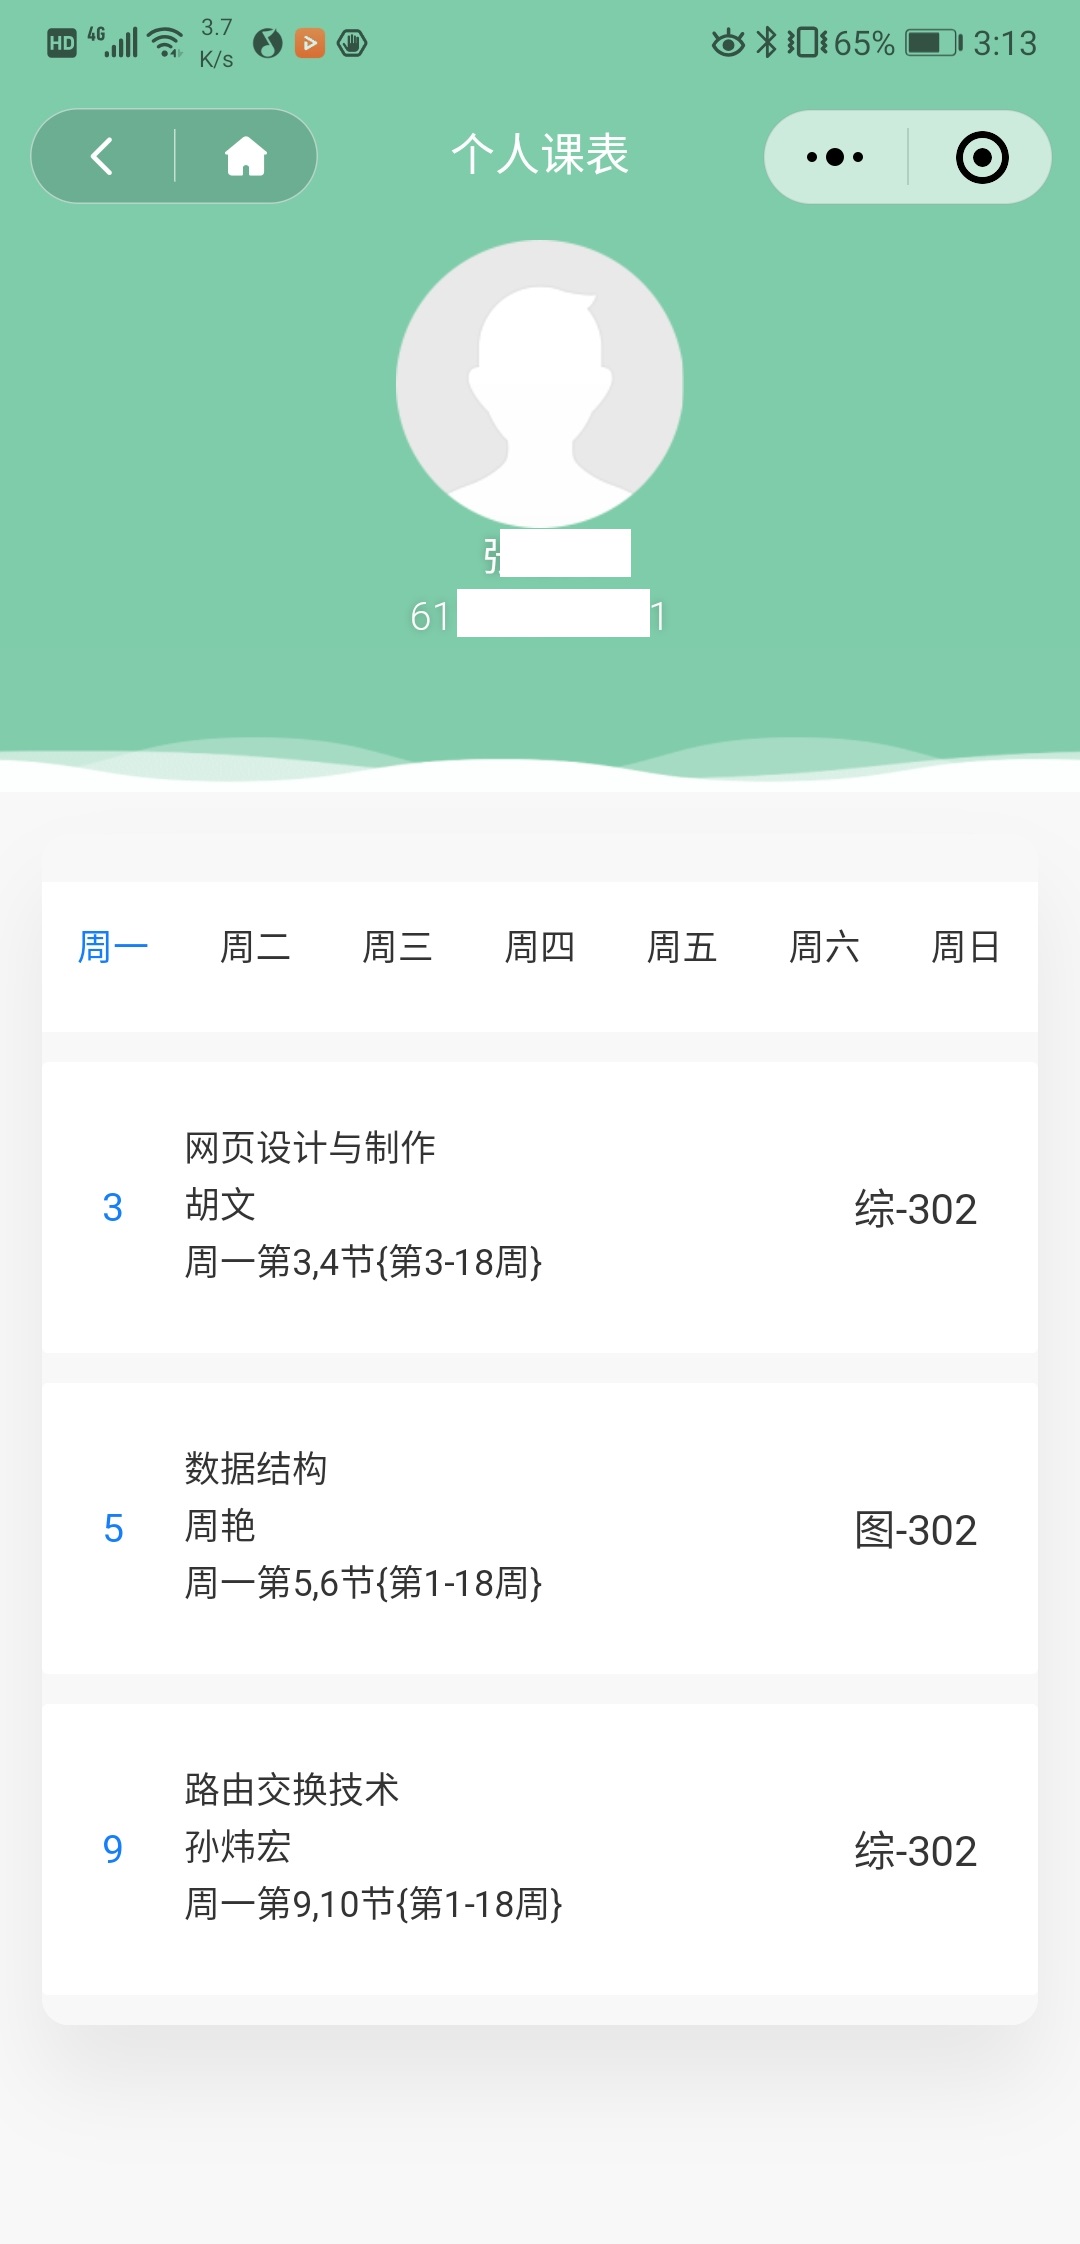 HD 4G 3.7 K/s 65% 3:13
个人课表
61 1
周一 周二 周三 周四 周五 周六 周日
网页设计与制作
3 胡文 综-302
周一第3,4节{第3-18周}
数据结构
5 周艳 图-302
周一第5,6节{第1-18周}
路由交换技术
9 孙炜宏 综-302
周一第9,10节{第1-18周}